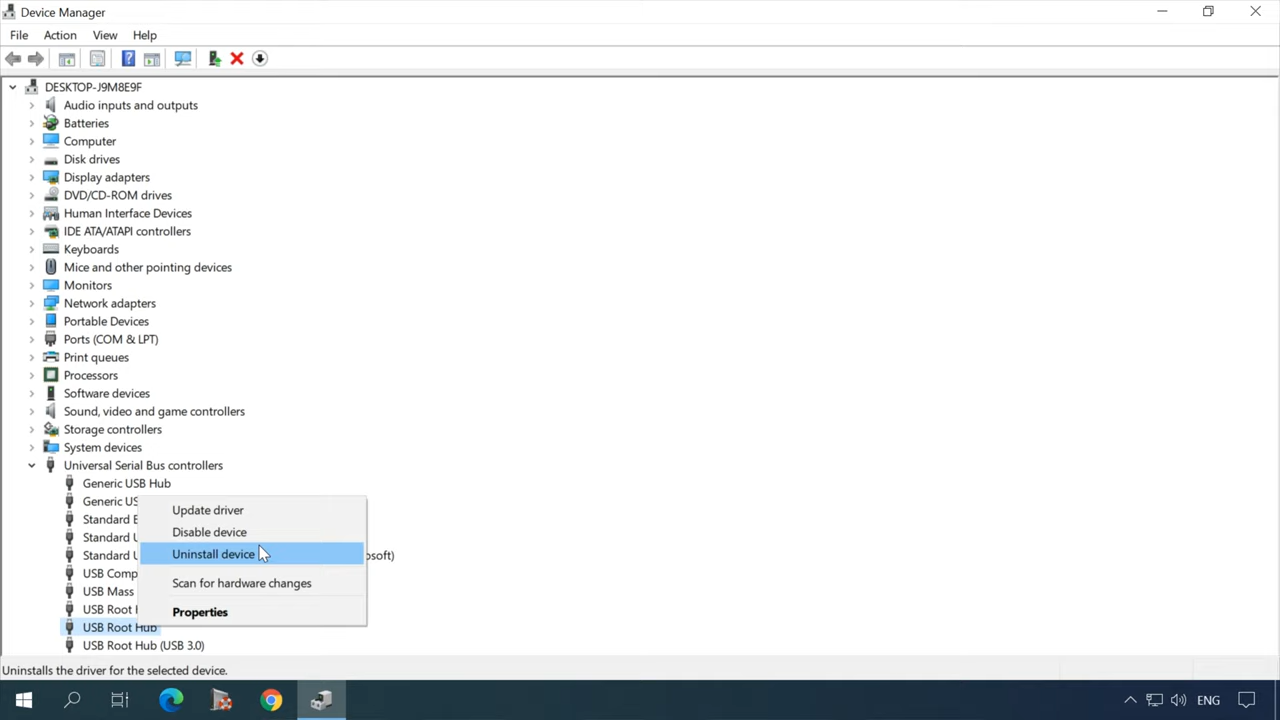 Device Manager
File Action View Help
DESKTOP-J9M8E9F
Audio inputs and outputs
Batteries
Computer
Disk drives
Display adapters
DVD/CD-ROM drives
Human Interface Devices
IDE ATA/ATAPI controllers
Keyboards
Mice and other pointing devices
Monitors
Network adapters
Portable Devices
Ports (COM & LPT)
Print queues
Processors
Software devices
Sound, video and game controllers
Storage controllers
System devices
Universal Serial Bus controllers
Generic USB Hub
Generic US
Standard E
Standard U
Standard U osoft)
USB Comp
USB Mass
USB Root H
USB Root Hub
USB Root Hub (USB 3.0)
Update driver
Disable device
Uninstall device
Scan for hardware changes
Properties
Uninstalls the driver for the selected device.
ENG